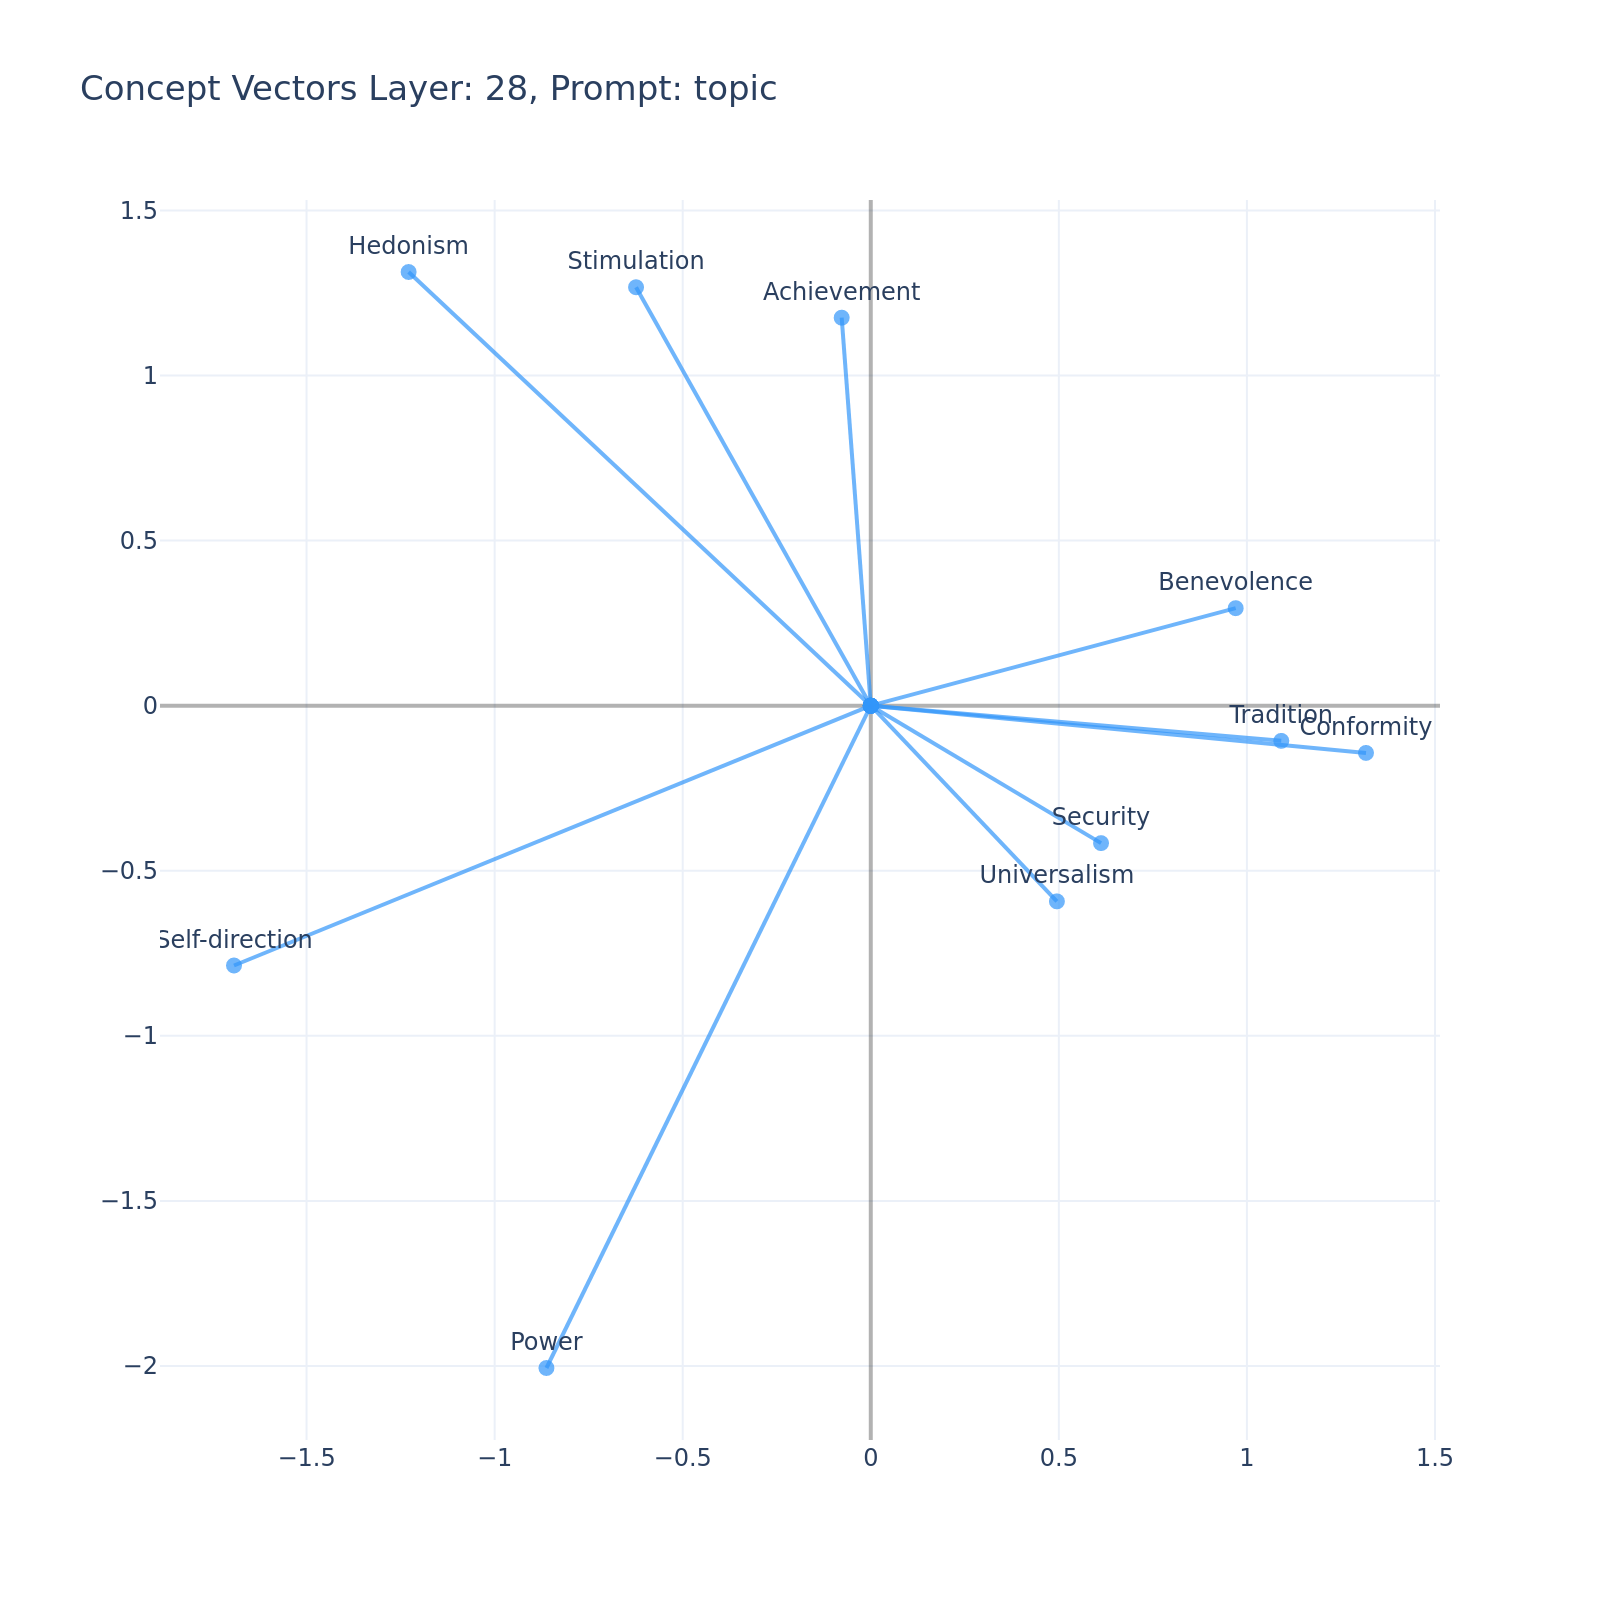 Concept Vectors Layer: 28, Prompt: topic
1.5
Hedonism
Stimulation
Achievement
1
0.5
Benevolence
0
Tradition
Conformity
Security
−0.5
Universalism
Self-direction
−1
−1.5
Power
−2
−1.5 −1 −0.5 0 0.5 1 1.5